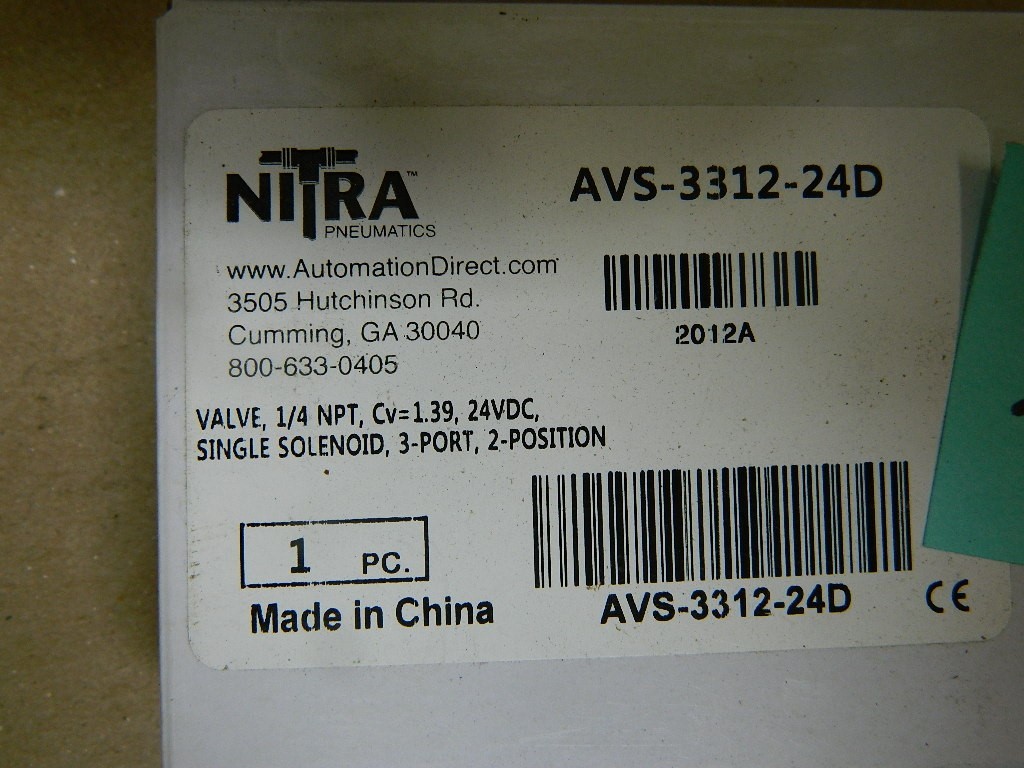 NITRA™
PNEUMATICS
AVS-3312-24D
www.AutomationDirect.com
3505 Hutchinson Rd.
Cumming, GA 30040
800-633-0405
2012A
VALVE, 1/4 NPT, Cv=1.39, 24VDC,
SINGLE SOLENOID, 3-PORT, 2-POSITION
1 PC.
Made in China
AVS-3312-24D
CE